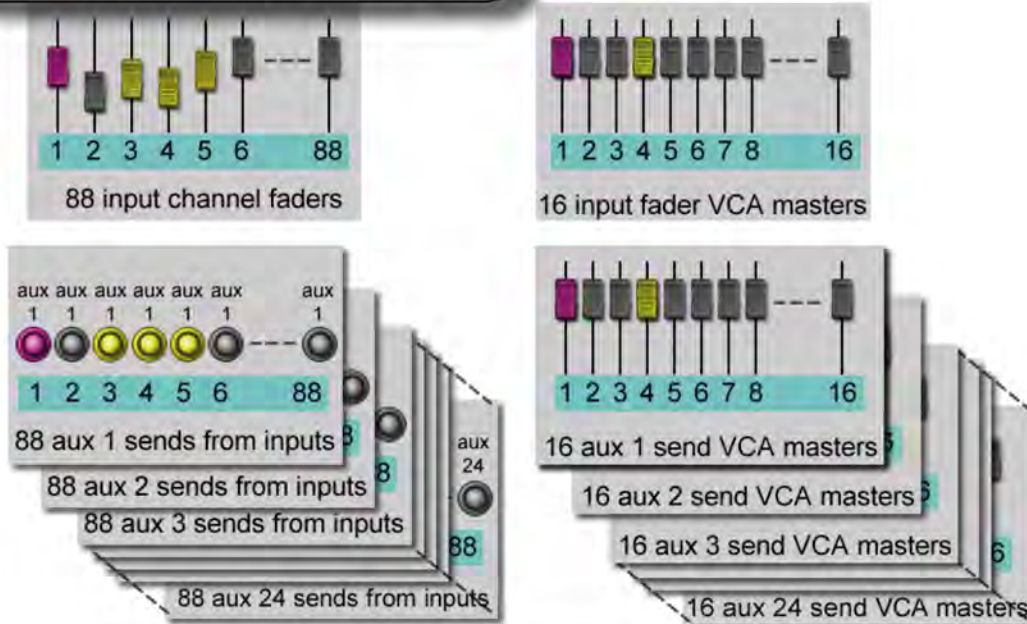 1 2 3 4 5 6 88
88 input channel faders
1 2 3 4 5 6 7 8 16
16 input fader VCA masters
aux aux aux aux aux aux aux
1 1 1 1 1 1 1
1 2 3 4 5 6 88
88 aux 1 sends from inputs
8
88 aux 2 sends from inputs
8
88 aux 3 sends from inputs
aux
24
88
88 aux 24 sends from inputs
1 2 3 4 5 6 7 8 16
16 aux 1 send VCA masters
6
16 aux 2 send VCA masters
16 aux 3 send VCA masters
6
16 aux 24 send VCA masters